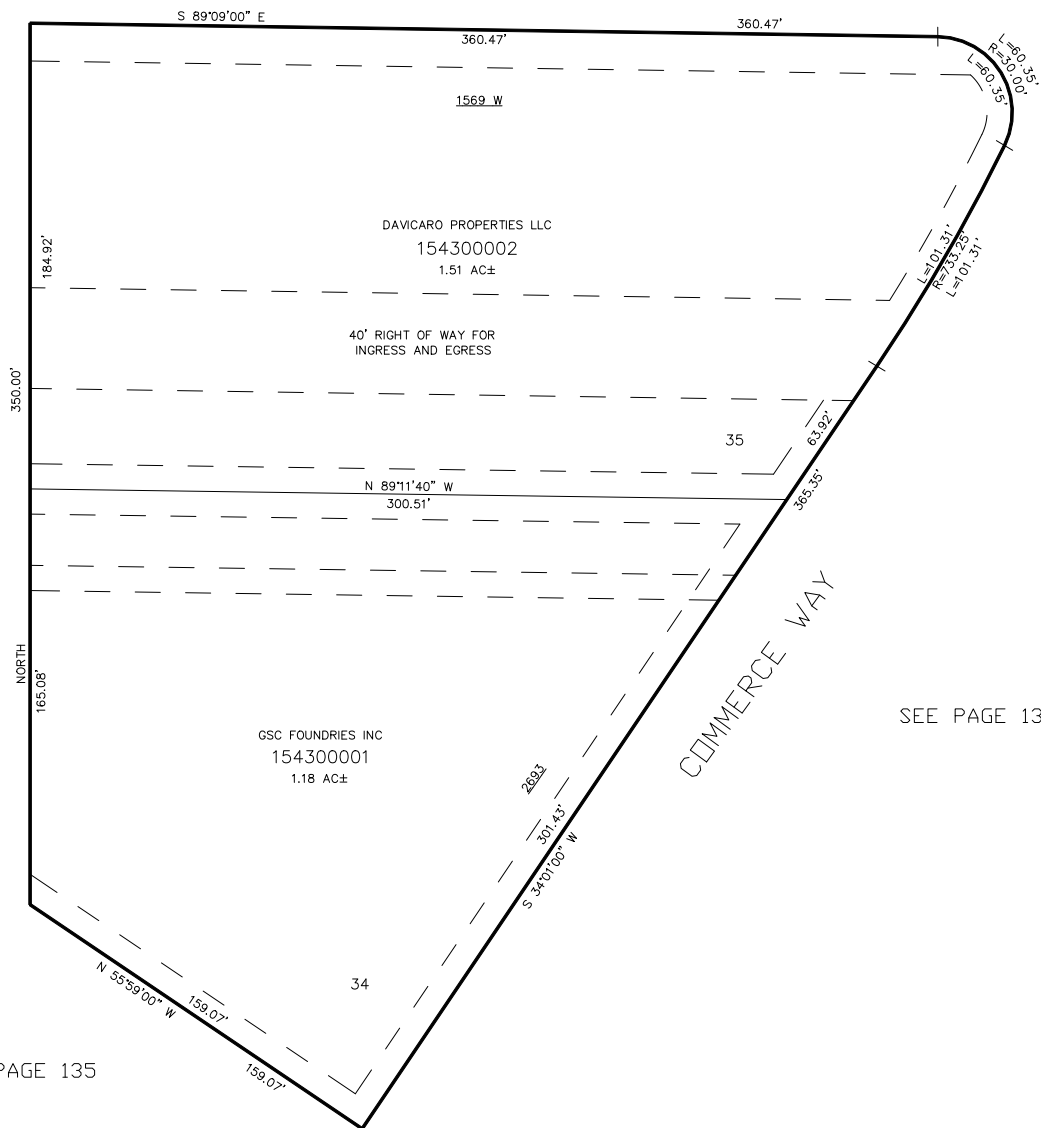 S 89°09'00" E
360.47'
360.47'
L=60.35'
R=30.00'
L=60.35'
1569 W
DAVICARO PROPERTIES LLC
154300002
1.51 AC±
184.92'
L=101.31'
R=733.25'
L=101.31'
40' RIGHT OF WAY FOR
INGRESS AND EGRESS
350.00'
35
63.92'
N 89°11'40" W
300.51'
365.35'
COMMERCE WAY
NORTH
165.08'
SEE PAGE 13
GSC FOUNDRIES INC
154300001
1.18 AC±
2693
301.43'
S 34°01'00" W
34
N 55°59'00" W
159.07'
159.07'
PAGE 135